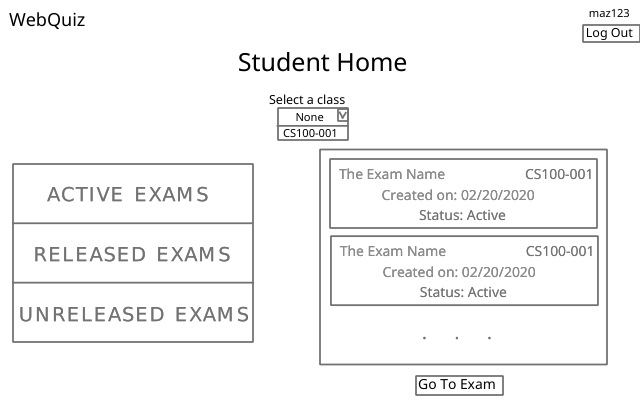 WebQuiz
maz123
Log Out
Student Home
Select a class
None
CS100-001
ACTIVE EXAMS
RELEASED EXAMS
UNRELEASED EXAMS
The Exam Name CS100-001
Created on: 02/20/2020
Status: Active
The Exam Name CS100-001
Created on: 02/20/2020
Status: Active
. . .
Go To Exam